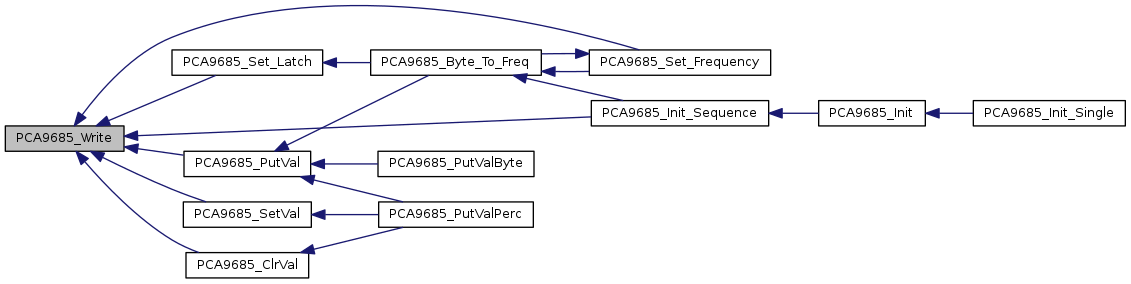 PCA9685_Set_Latch
PCA9685_Byte_To_Freq
PCA9685_Set_Frequency
PCA9685_Init_Sequence
PCA9685_Init
PCA9685_Init_Single
PCA9685_Write
PCA9685_PutVal
PCA9685_PutValByte
PCA9685_SetVal
PCA9685_PutValPerc
PCA9685_ClrVal